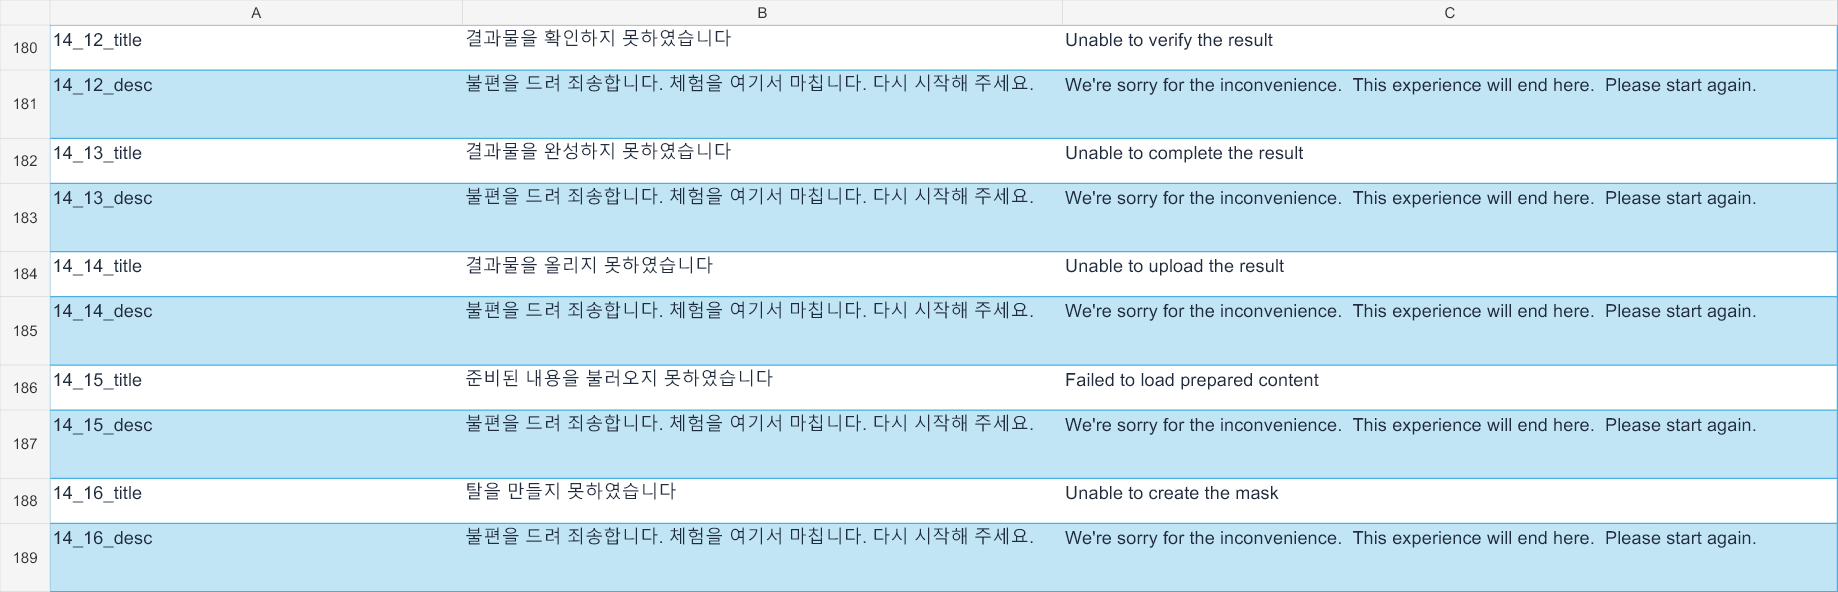 A B C
180 14_12_title 결과물을 확인하지 못하였습니다 Unable to verify the result
181 14_12_desc 불편을 드려 죄송합니다. 체험을 여기서 마칩니다. 다시 시작해 주세요. We're sorry for the inconvenience.  This experience will end here.  Please start again.
182 14_13_title 결과물을 완성하지 못하였습니다 Unable to complete the result
183 14_13_desc 불편을 드려 죄송합니다. 체험을 여기서 마칩니다. 다시 시작해 주세요. We're sorry for the inconvenience.  This experience will end here.  Please start again.
184 14_14_title 결과물을 올리지 못하였습니다 Unable to upload the result
185 14_14_desc 불편을 드려 죄송합니다. 체험을 여기서 마칩니다. 다시 시작해 주세요. We're sorry for the inconvenience.  This experience will end here.  Please start again.
186 14_15_title 준비된 내용을 불러오지 못하였습니다 Failed to load prepared content
187 14_15_desc 불편을 드려 죄송합니다. 체험을 여기서 마칩니다. 다시 시작해 주세요. We're sorry for the inconvenience.  This experience will end here.  Please start again.
188 14_16_title 탈을 만들지 못하였습니다 Unable to create the mask
189 14_16_desc 불편을 드려 죄송합니다. 체험을 여기서 마칩니다. 다시 시작해 주세요. We're sorry for the inconvenience.  This experience will end here.  Please start again.